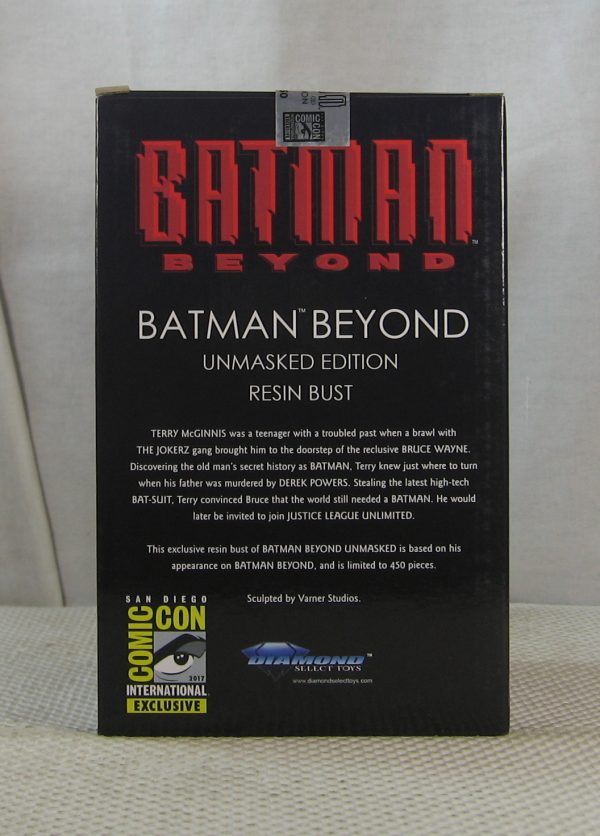 COMIC
CON
BATMAN™
BEYOND
BATMAN™ BEYOND
UNMASKED EDITION
RESIN BUST
TERRY McGINNIS was a teenager with a troubled past when a brawl with
THE JOKERZ gang brought him to the doorstep of the reclusive BRUCE WAYNE.
Discovering the old man's secret history as BATMAN, Terry knew just where to turn
when his father was murdered by DEREK POWERS. Stealing the latest high-tech
BAT-SUIT, Terry convinced Bruce that the world still needed a BATMAN. He would
later be invited to join JUSTICE LEAGUE UNLIMITED.
This exclusive resin bust of BATMAN BEYOND UNMASKED is based on his
appearance on BATMAN BEYOND, and is limited to 450 pieces.
Sculpted by Varner Studios.
SAN DIEGO
COMIC CON
2017
INTERNATIONAL
EXCLUSIVE
DIAMOND™
SELECT TOYS
www.diamondselecttoys.com